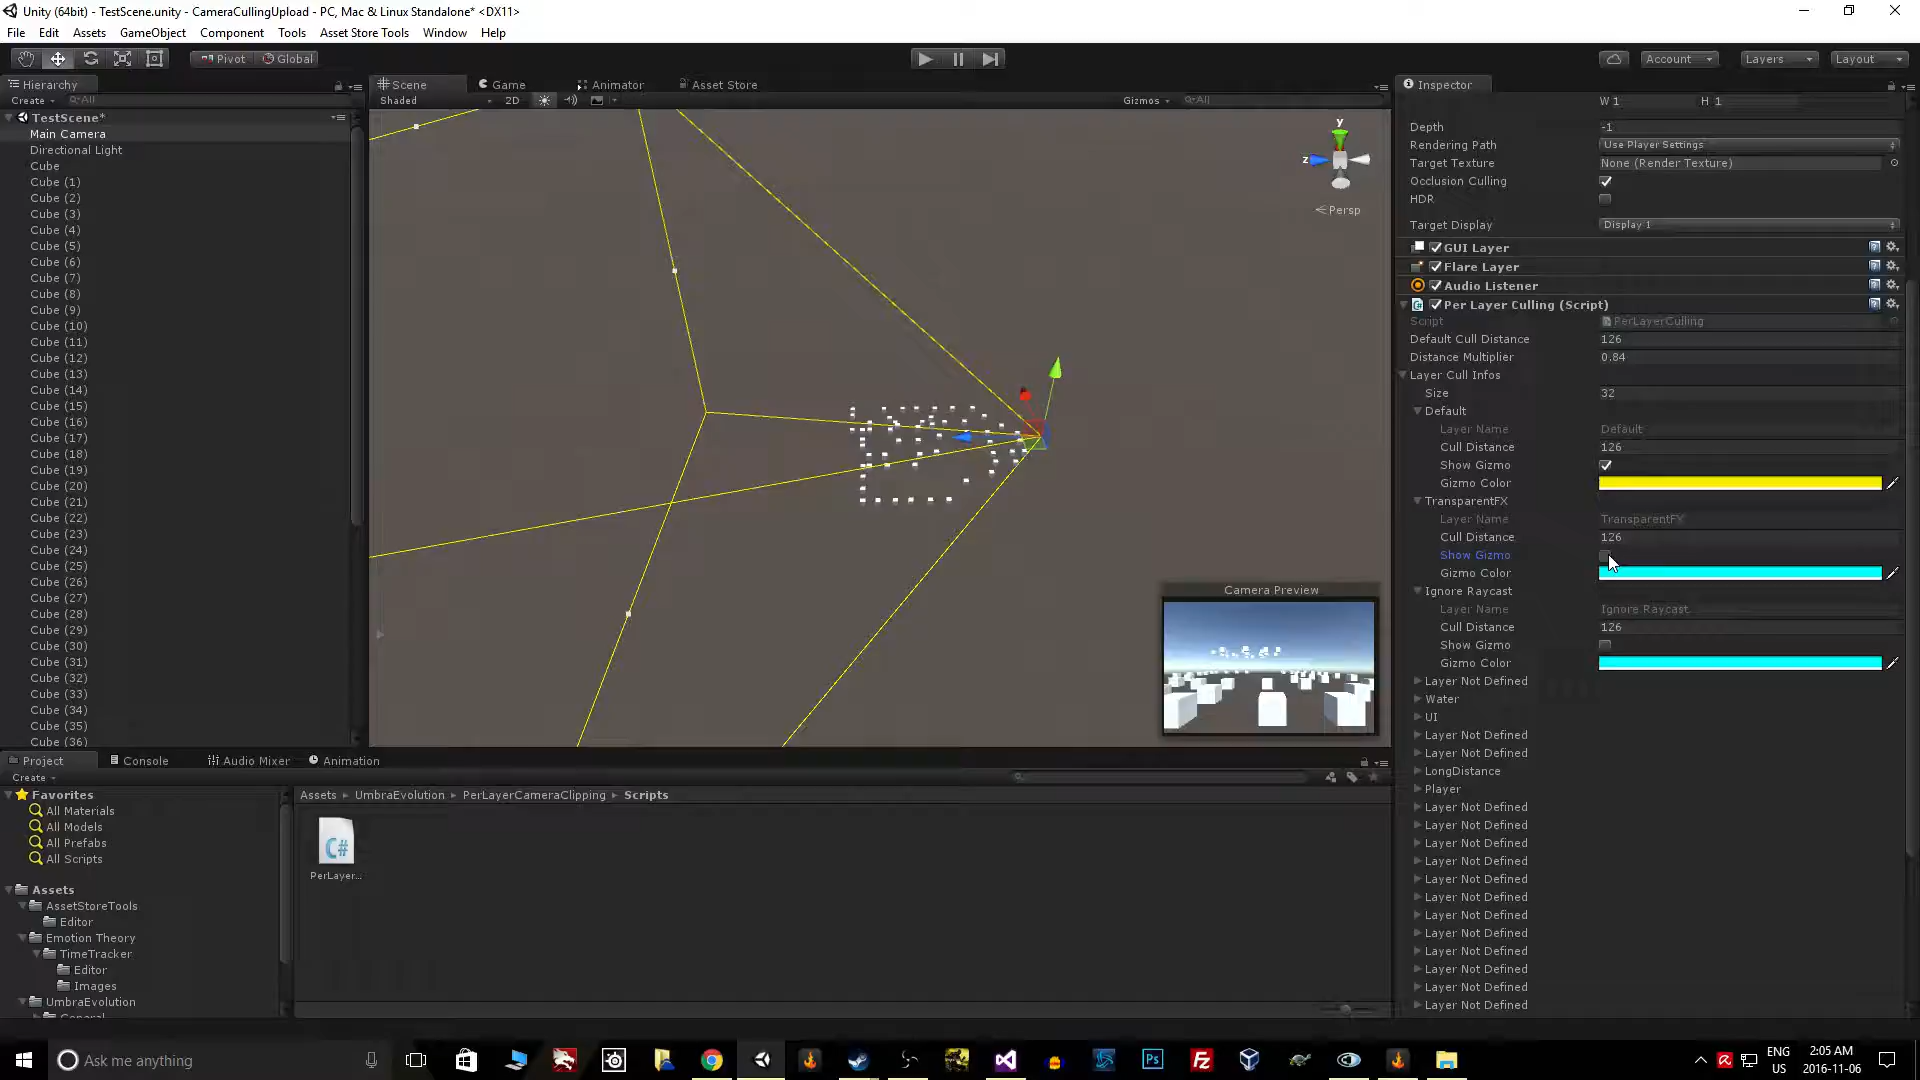 Unity (64bit) - TestScene.unity - CameraCullingUpload - PC, Mac & Linux Standalone* <DX11>
File Edit Assets GameObject Component Tools Asset Store Tools Window Help
Pivot Global Account Layers Layout
Hierarchy
Create All
TestScene*
Main Camera
Directional Light
Cube
Cube (1)
Cube (2)
Cube (3)
Cube (4)
Cube (5)
Cube (6)
Cube (7)
Cube (8)
Cube (9)
Cube (10)
Cube (11)
Cube (12)
Cube (13)
Cube (14)
Cube (15)
Cube (16)
Cube (17)
Cube (18)
Cube (19)
Cube (20)
Cube (21)
Cube (22)
Cube (23)
Cube (24)
Cube (25)
Cube (26)
Cube (27)
Cube (28)
Cube (29)
Cube (30)
Cube (31)
Cube (32)
Cube (33)
Cube (34)
Cube (35)
Cube (36)
Scene Game Animator Asset Store
Shaded 2D Gizmos All
y
z
Persp
Camera Preview
Inspector
W 1 H 1
Depth -1
Rendering Path Use Player Settings
Target Texture None (Render Texture)
Occlusion Culling
HDR
Target Display Display 1
GUI Layer
Flare Layer
Audio Listener
Per Layer Culling (Script)
Script PerLayerCulling
Default Cull Distance 126
Distance Multiplier 0.84
Layer Cull Infos
Size 32
Default
Layer Name Default
Cull Distance 126
Show Gizmo
Gizmo Color
TransparentFX
Layer Name TransparentFX
Cull Distance 126
Show Gizmo
Gizmo Color
Ignore Raycast
Layer Name Ignore Raycast
Cull Distance 126
Show Gizmo
Gizmo Color
Layer Not Defined
Water
UI
Layer Not Defined
Layer Not Defined
LongDistance
Player
Layer Not Defined
Layer Not Defined
Layer Not Defined
Layer Not Defined
Layer Not Defined
Layer Not Defined
Layer Not Defined
Layer Not Defined
Layer Not Defined
Layer Not Defined
Layer Not Defined
Layer Not Defined
Project Console Audio Mixer Animation
Create
Favorites
All Materials
All Models
All Prefabs
All Scripts
Assets
AssetStoreTools
Editor
Emotion Theory
TimeTracker
Editor
Images
UmbraEvolution
General
Assets UmbraEvolution PerLayerCameraClipping Scripts
C#
PerLayer...
Ask me anything
Ps
Fz
ENG
US
2:05 AM
2016-11-06